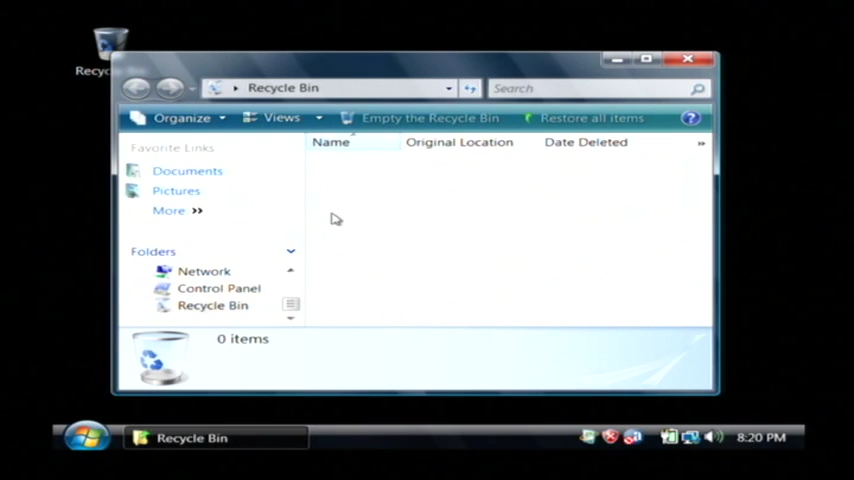 Recyc
Recycle Bin
Search
Organize Views Empty the Recycle Bin Restore all items ?
Favorite Links
Name Original Location Date Deleted »
Documents
Pictures
More »
Folders
Network
Control Panel
Recycle Bin
0 items
Recycle Bin
8:20 PM